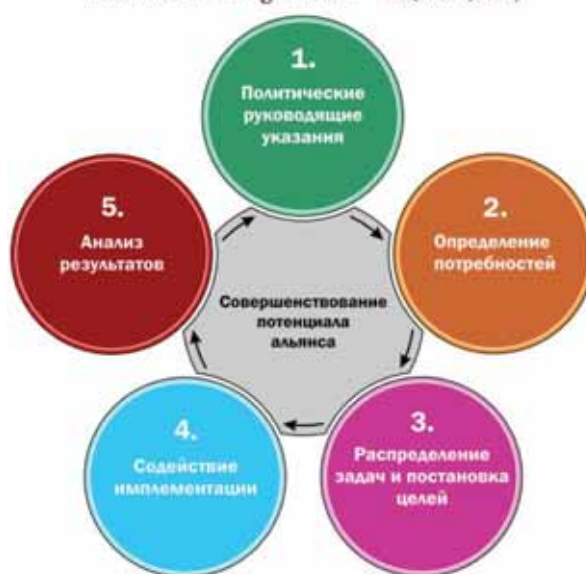 1.
Политические
руководящие
указания
2.
Определение
потребностей
3.
Распределение
задач и постановка
целей
4.
Содействие
имплементации
5.
Анализ
результатов
Совершенствование
потенциала
альянса